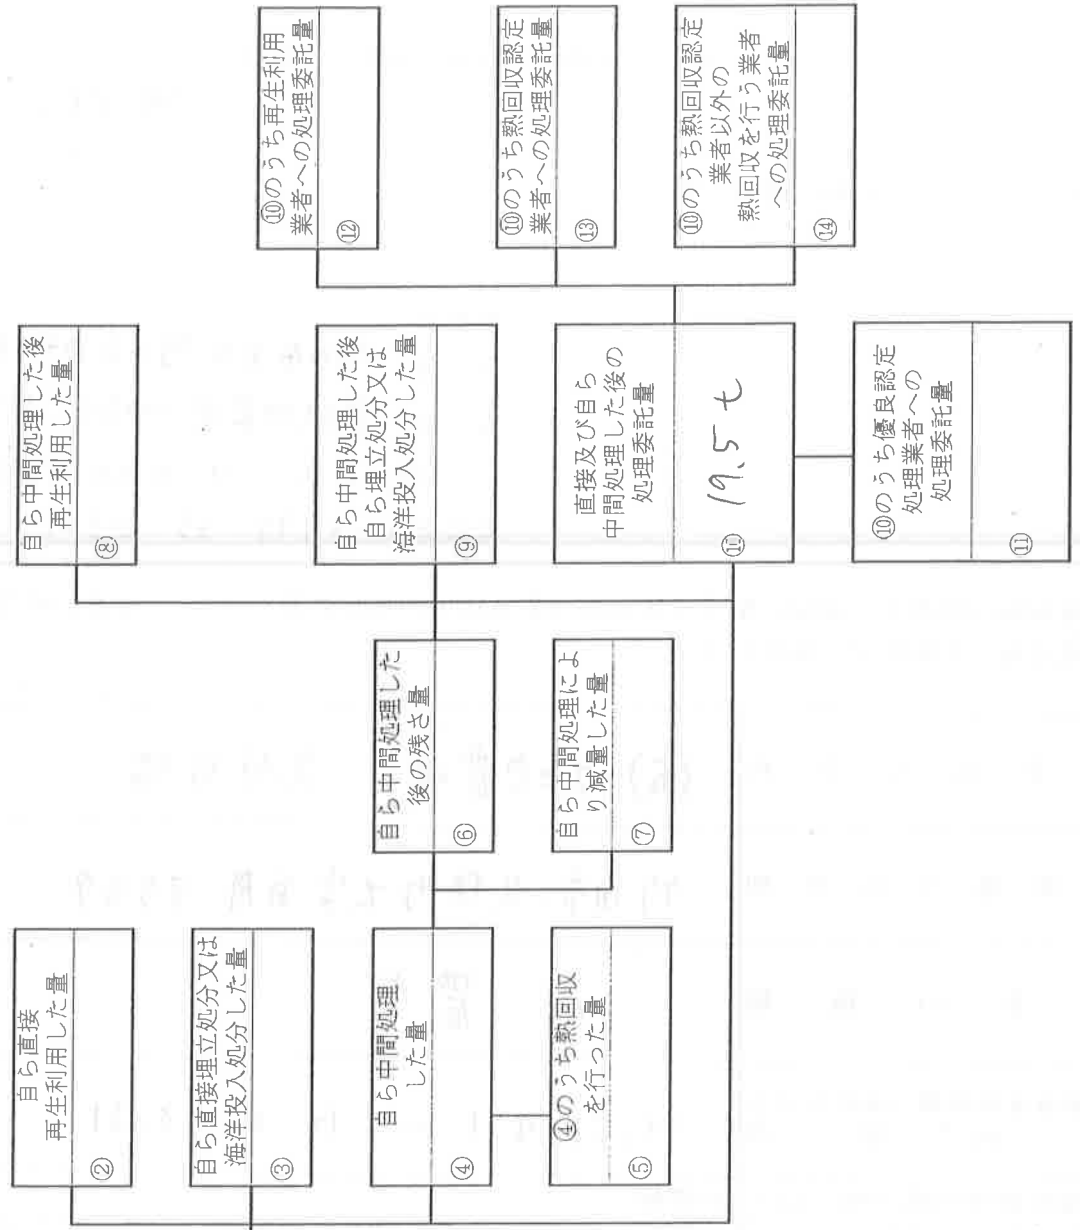 自ら直接
再生利用した量
②
自ら直接埋立処分又は
海洋投入処分した量
③
自ら中間処理
した量
④
④のうち熱回収
を行った量
⑤
自ら中間処理した
後の残さ量
⑥
自ら中間処理によ
り減量した量
⑦
自ら中間処理した後
再生利用した量
⑧
自ら中間処理した後
自ら埋立処分又は
海洋投入処分した量
⑨
直接及び自ら
中間処理した後の
処理委託量
⑩
19.5 t
⑩のうち優良認定
処理業者への
処理委託量
⑪
⑩のうち再生利用
業者への処理委託量
⑫
⑩のうち熱回収認定
業者への処理委託量
⑬
⑩のうち熱回収認定
業者以外の
熱回収を行う業者
への処理委託量
⑭